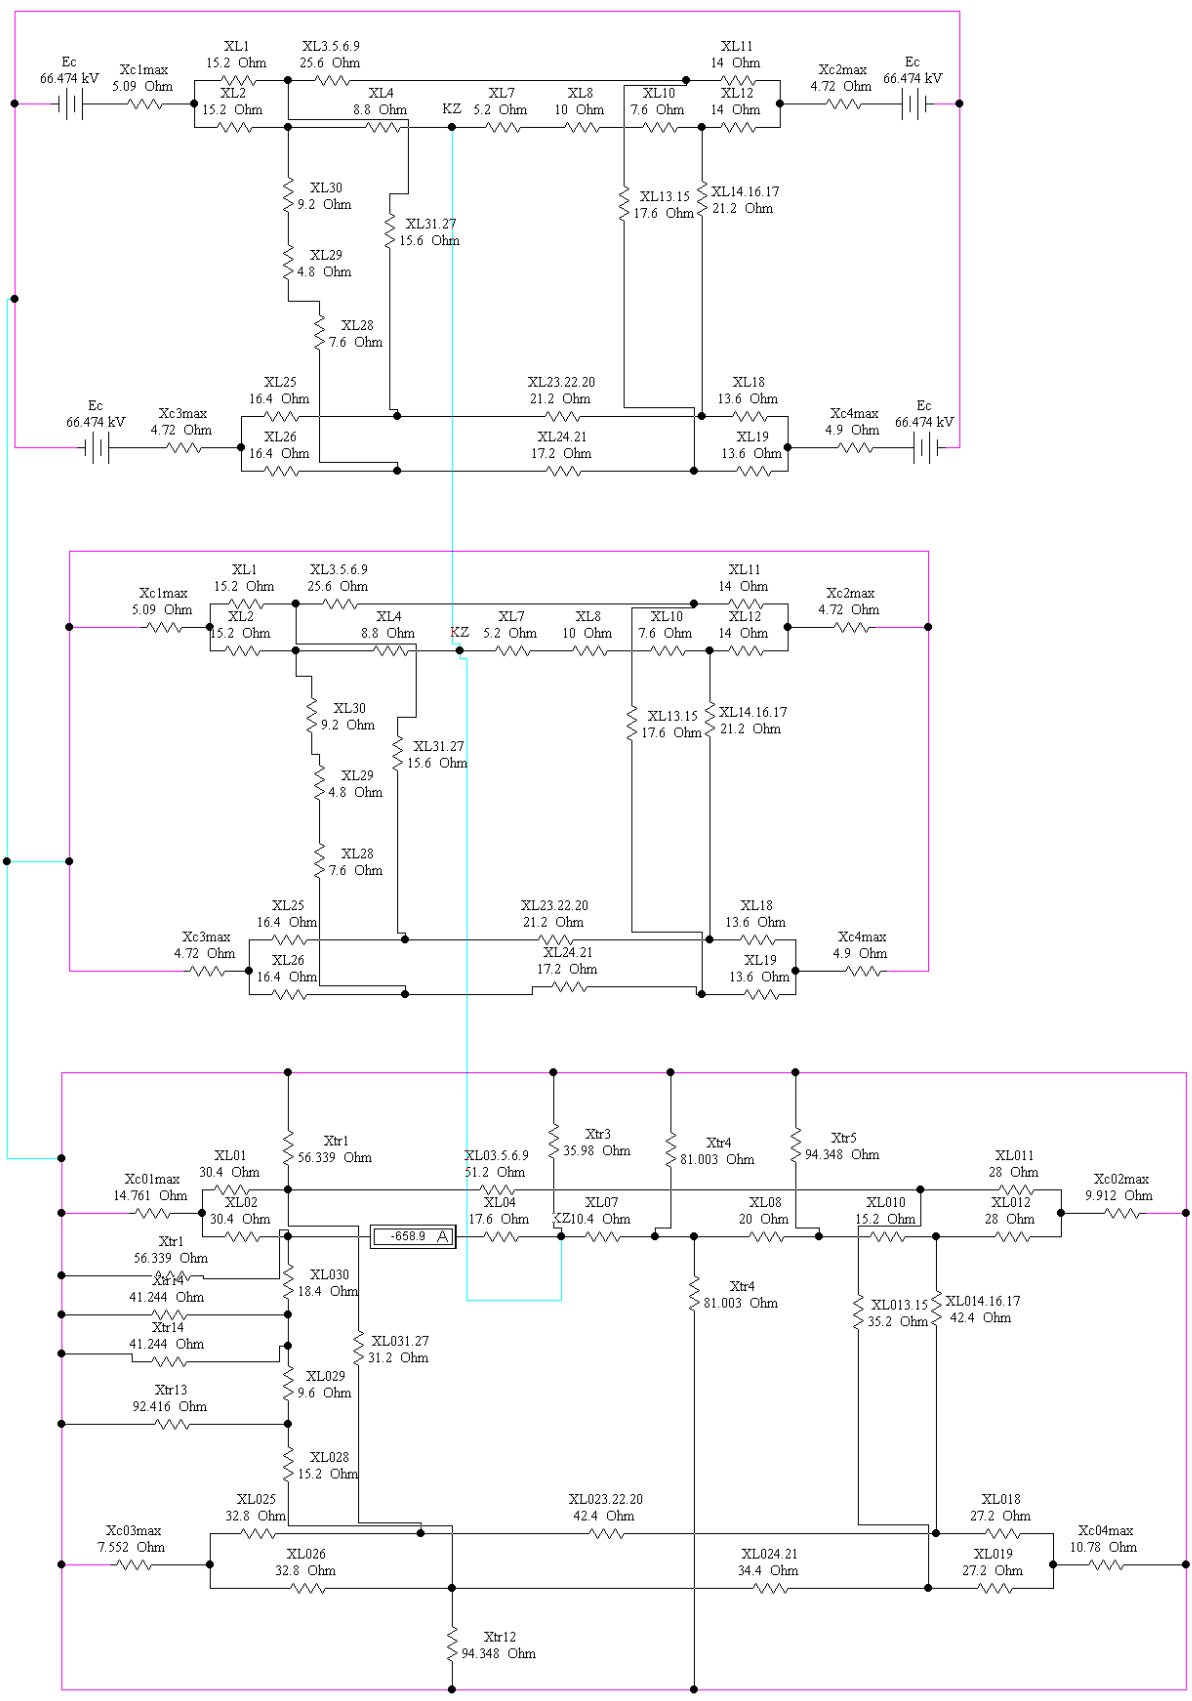 XL1
15.2 Ohm
XL3.5.6.9
25.6 Ohm
XL11
14 Ohm
Ec
66.474 kV
Xc1max
5.09 Ohm
Xc2max
4.72 Ohm
Ec
66.474 kV
XL2
15.2 Ohm
XL4
8.8 Ohm
KZ
XL7
5.2 Ohm
XL8
10 Ohm
XL10
7.6 Ohm
XL12
14 Ohm
XL30
9.2 Ohm
XL31.27
15.6 Ohm
XL13.15
17.6 Ohm
XL14.16.17
21.2 Ohm
XL29
4.8 Ohm
XL28
7.6 Ohm
XL25
16.4 Ohm
XL23.22.20
21.2 Ohm
XL18
13.6 Ohm
Ec
66.474 kV
Xc3max
4.72 Ohm
Xc4max
4.9 Ohm
Ec
66.474 kV
XL26
16.4 Ohm
XL24.21
17.2 Ohm
XL19
13.6 Ohm
XL1
15.2 Ohm
XL3.5.6.9
25.6 Ohm
XL11
14 Ohm
Xc1max
5.09 Ohm
Xc2max
4.72 Ohm
XL2
15.2 Ohm
XL4
8.8 Ohm
KZ
XL7
5.2 Ohm
XL8
10 Ohm
XL10
7.6 Ohm
XL12
14 Ohm
XL30
9.2 Ohm
XL31.27
15.6 Ohm
XL13.15
17.6 Ohm
XL14.16.17
21.2 Ohm
XL29
4.8 Ohm
XL28
7.6 Ohm
XL25
16.4 Ohm
XL23.22.20
21.2 Ohm
XL18
13.6 Ohm
Xc3max
4.72 Ohm
Xc4max
4.9 Ohm
XL26
16.4 Ohm
XL24.21
17.2 Ohm
XL19
13.6 Ohm
Xtr1
56.339 Ohm
Xtr3
35.98 Ohm
Xtr4
81.003 Ohm
Xtr5
94.348 Ohm
XL01
30.4 Ohm
XL03.5.6.9
51.2 Ohm
XL011
28 Ohm
Xc01max
14.761 Ohm
Xc02max
9.912 Ohm
XL02
30.4 Ohm
-658.9 A
XL04
17.6 Ohm
KZ
XL07
10.4 Ohm
XL08
20 Ohm
XL010
15.2 Ohm
XL012
28 Ohm
Xtr1
56.339 Ohm
XL030
18.4 Ohm
Xtr4
81.003 Ohm
Xtr14
41.244 Ohm
XL013.15
35.2 Ohm
XL014.16.17
42.4 Ohm
Xtr14
41.244 Ohm
XL031.27
31.2 Ohm
XL029
9.6 Ohm
Xtr13
92.416 Ohm
XL028
15.2 Ohm
XL025
32.8 Ohm
XL023.22.20
42.4 Ohm
XL018
27.2 Ohm
Xc03max
7.552 Ohm
Xc04max
10.78 Ohm
XL026
32.8 Ohm
XL024.21
34.4 Ohm
XL019
27.2 Ohm
Xtr12
94.348 Ohm